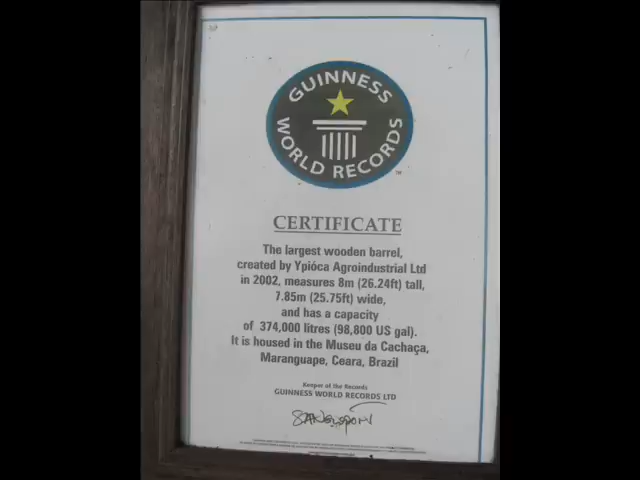 GUINNESS
WORLD RECORDS
TM
CERTIFICATE
The largest wooden barrel,
created by Ypióca Agroindustrial Ltd
in 2002, measures 8m (26.24ft) tall,
7.85m (25.75ft) wide,
and has a capacity
of 374,000 litres (98,800 US gal).
It is housed in the Museu da Cachaça,
Maranguape, Ceara, Brazil
Keeper of the Records
GUINNESS WORLD RECORDS LTD